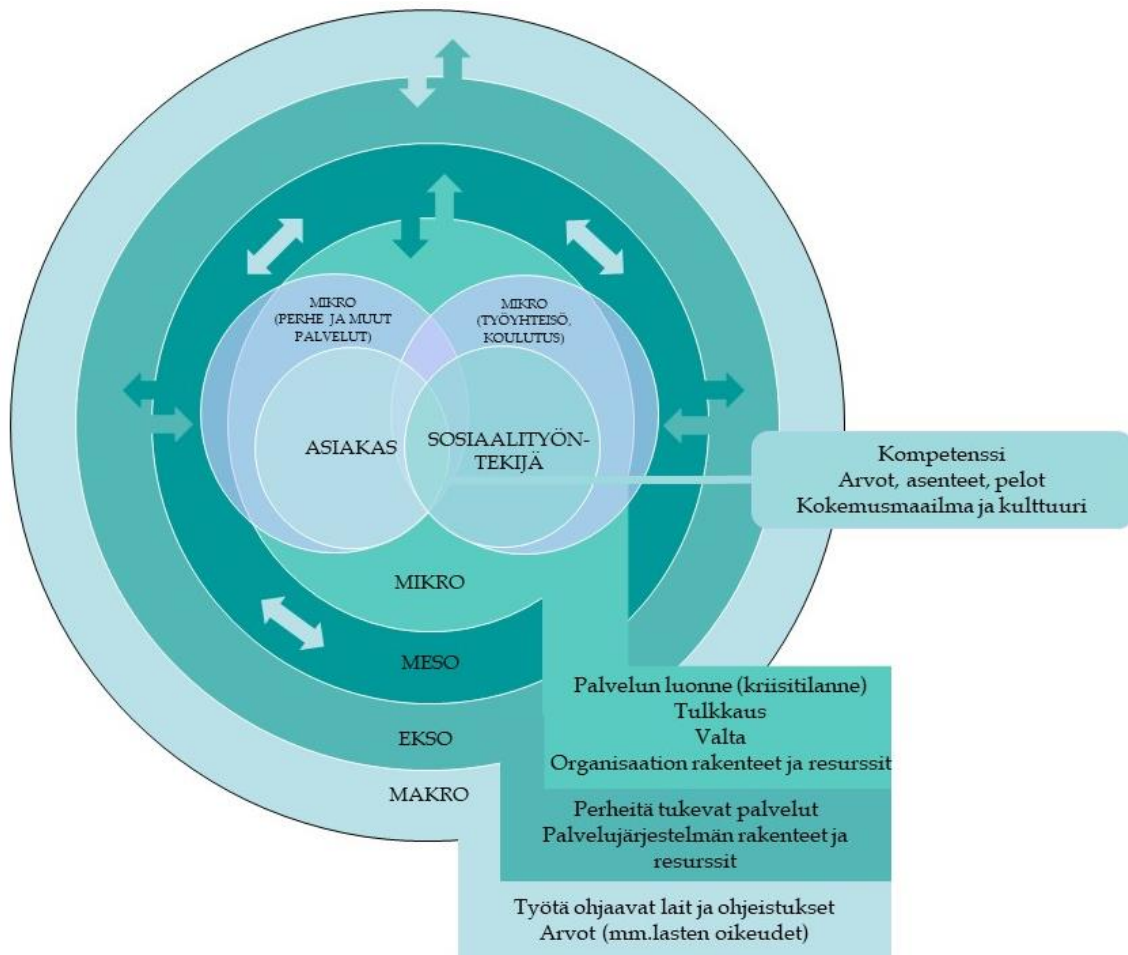 MIKRO
(PERHE JA MUUT
PALVELUT)
MIKRO
(TYÖYHTEISÖ,
KOULUTUS)
ASIAKAS
SOSIAALITYÖN-
TEKIJÄ
Kompetenssi
Arvot, asenteet, pelot
Kokemusmaailma ja kulttuuri
MIKRO
MESO
EKSO
MAKRO
Palvelun luonne (kriisitilanne)
Tulkkaus
Valta
Organisaation rakenteet ja resurssit
Perheitä tukevat palvelut
Palvelujärjestelmän rakenteet ja
resurssit
Työtä ohjaavat lait ja ohjeistukset
Arvot (mm.lasten oikeudet)